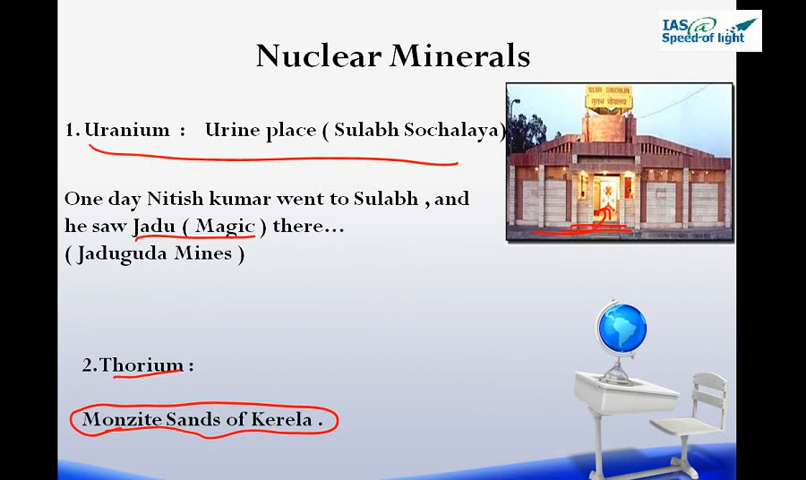 IAS@
Speed of light
Nuclear Minerals
1. Uranium : Urine place ( Sulabh Sochalaya)
One day Nitish kumar went to Sulabh , and
he saw Jadu ( Magic ) there...
( Jaduguda Mines )
2.Thorium :
Monzite Sands of Kerela .